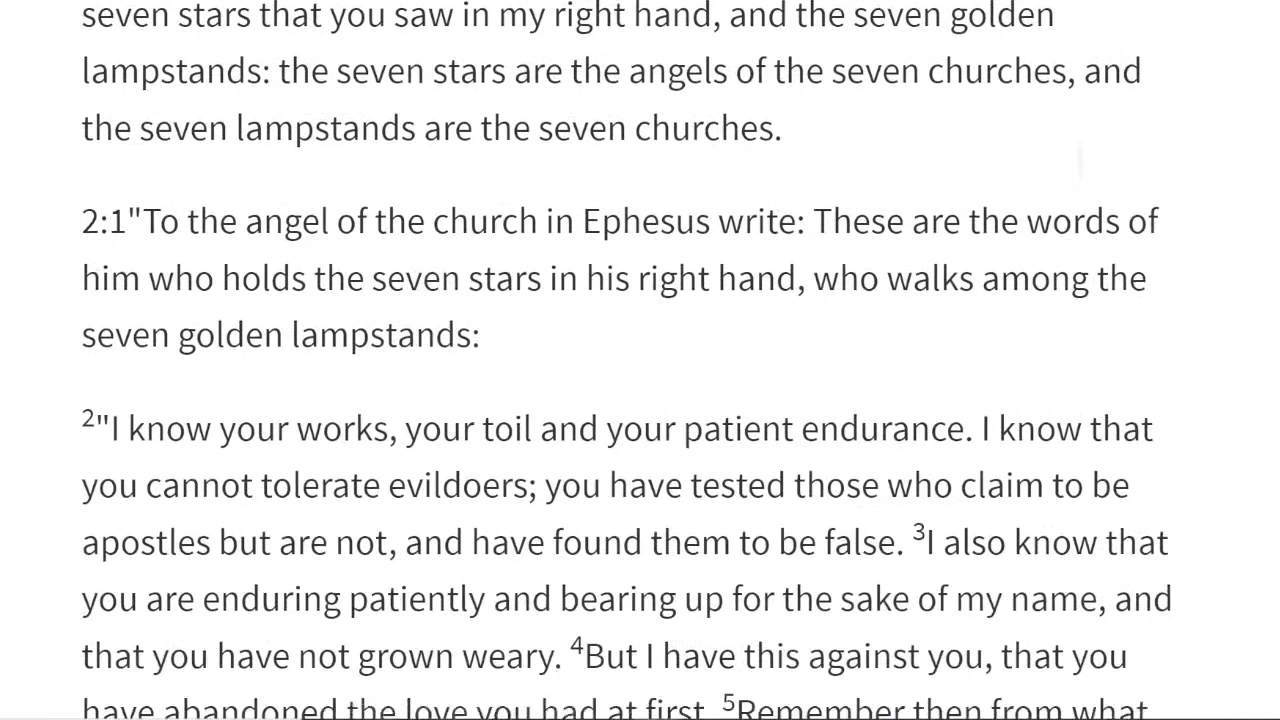 seven stars that you saw in my right hand, and the seven golden
lampstands: the seven stars are the angels of the seven churches, and
the seven lampstands are the seven churches.
2:1"To the angel of the church in Ephesus write: These are the words of
him who holds the seven stars in his right hand, who walks among the
seven golden lampstands:
2"I know your works, your toil and your patient endurance. I know that
you cannot tolerate evildoers; you have tested those who claim to be
apostles but are not, and have found them to be false. 3I also know that
you are enduring patiently and bearing up for the sake of my name, and
that you have not grown weary. 4But I have this against you, that you
have abandoned the love you had at first. 5Remember then from what